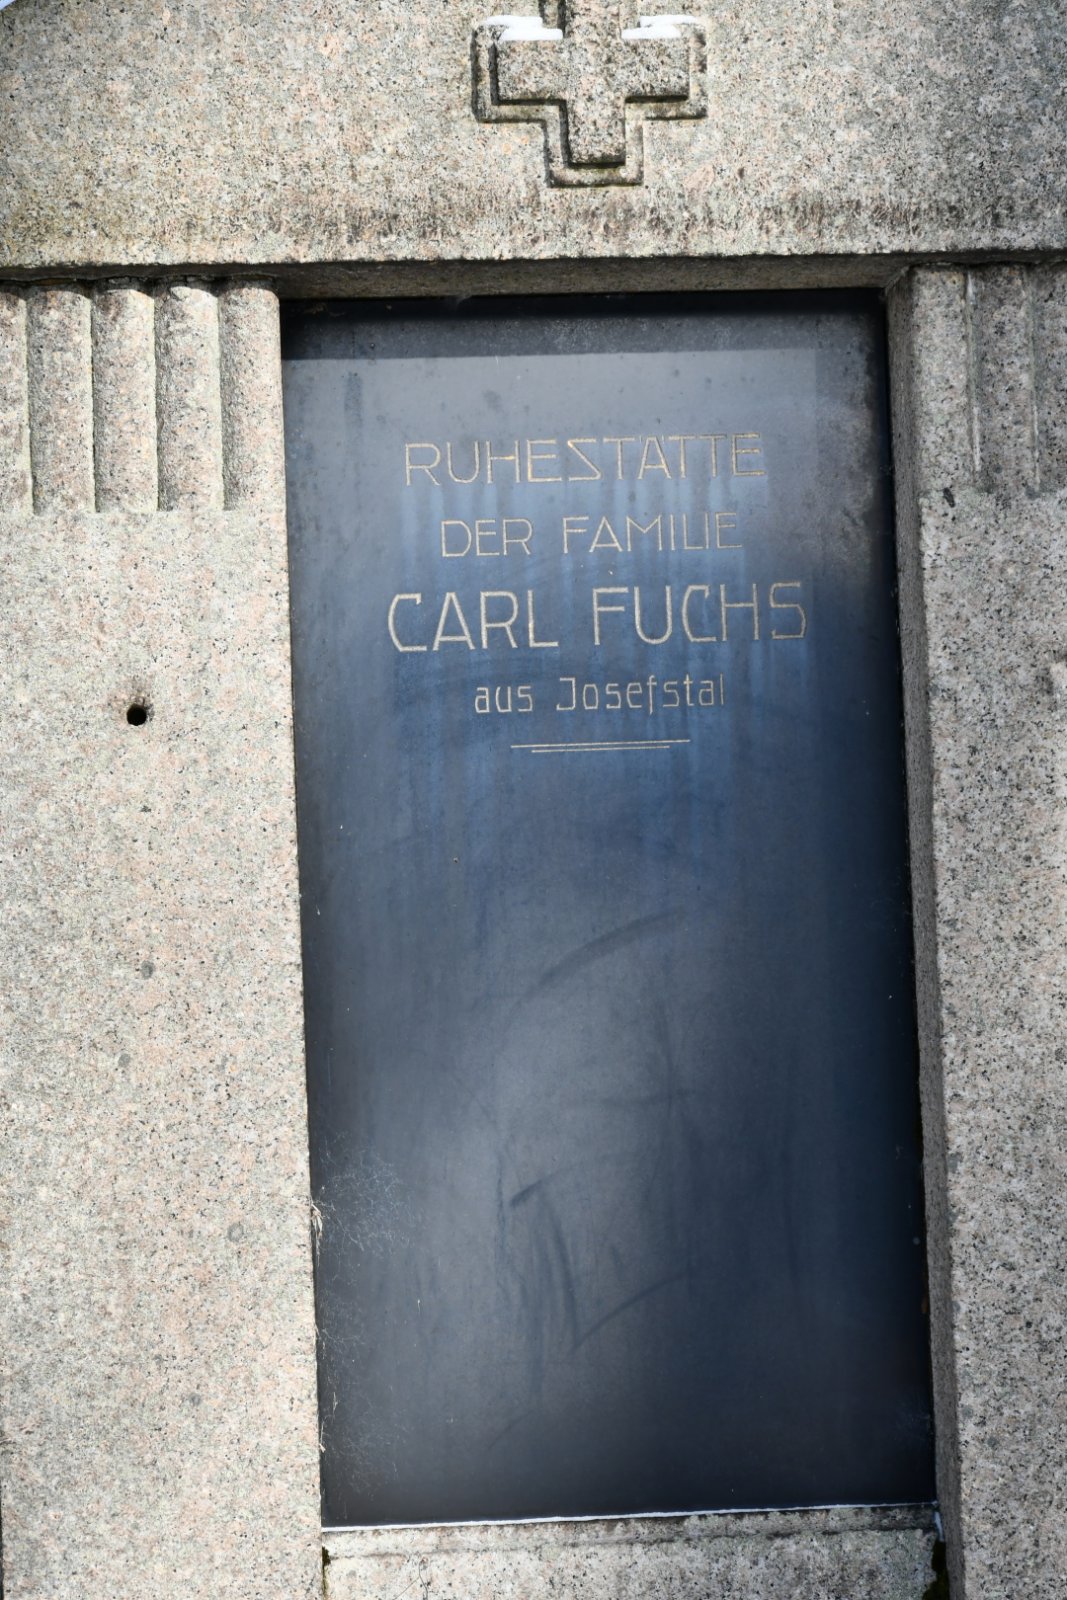 RUHESTÄTTE
DER FAMILIE
CARL FUCHS
aus Josefstal